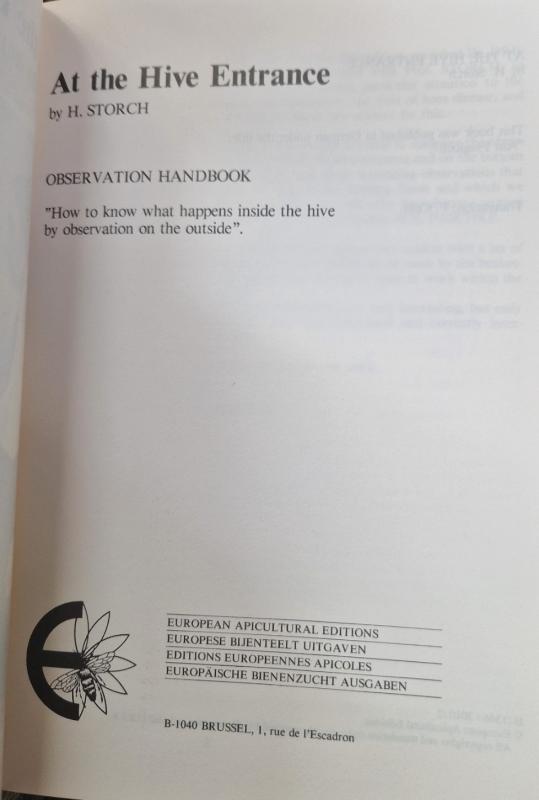 At the Hive Entrance
by H. STORCH
OBSERVATION HANDBOOK
"How to know what happens inside the hive
by observation on the outside".
EUROPEAN APICULTURAL EDITIONS
EUROPESE BIJENTEELT UITGAVEN
EDITIONS EUROPEENNES APICOLES
EUROPÄISCHE BIENENZUCHT AUSGABEN
B-1040 BRUSSEL, 1, rue de l'Escadron